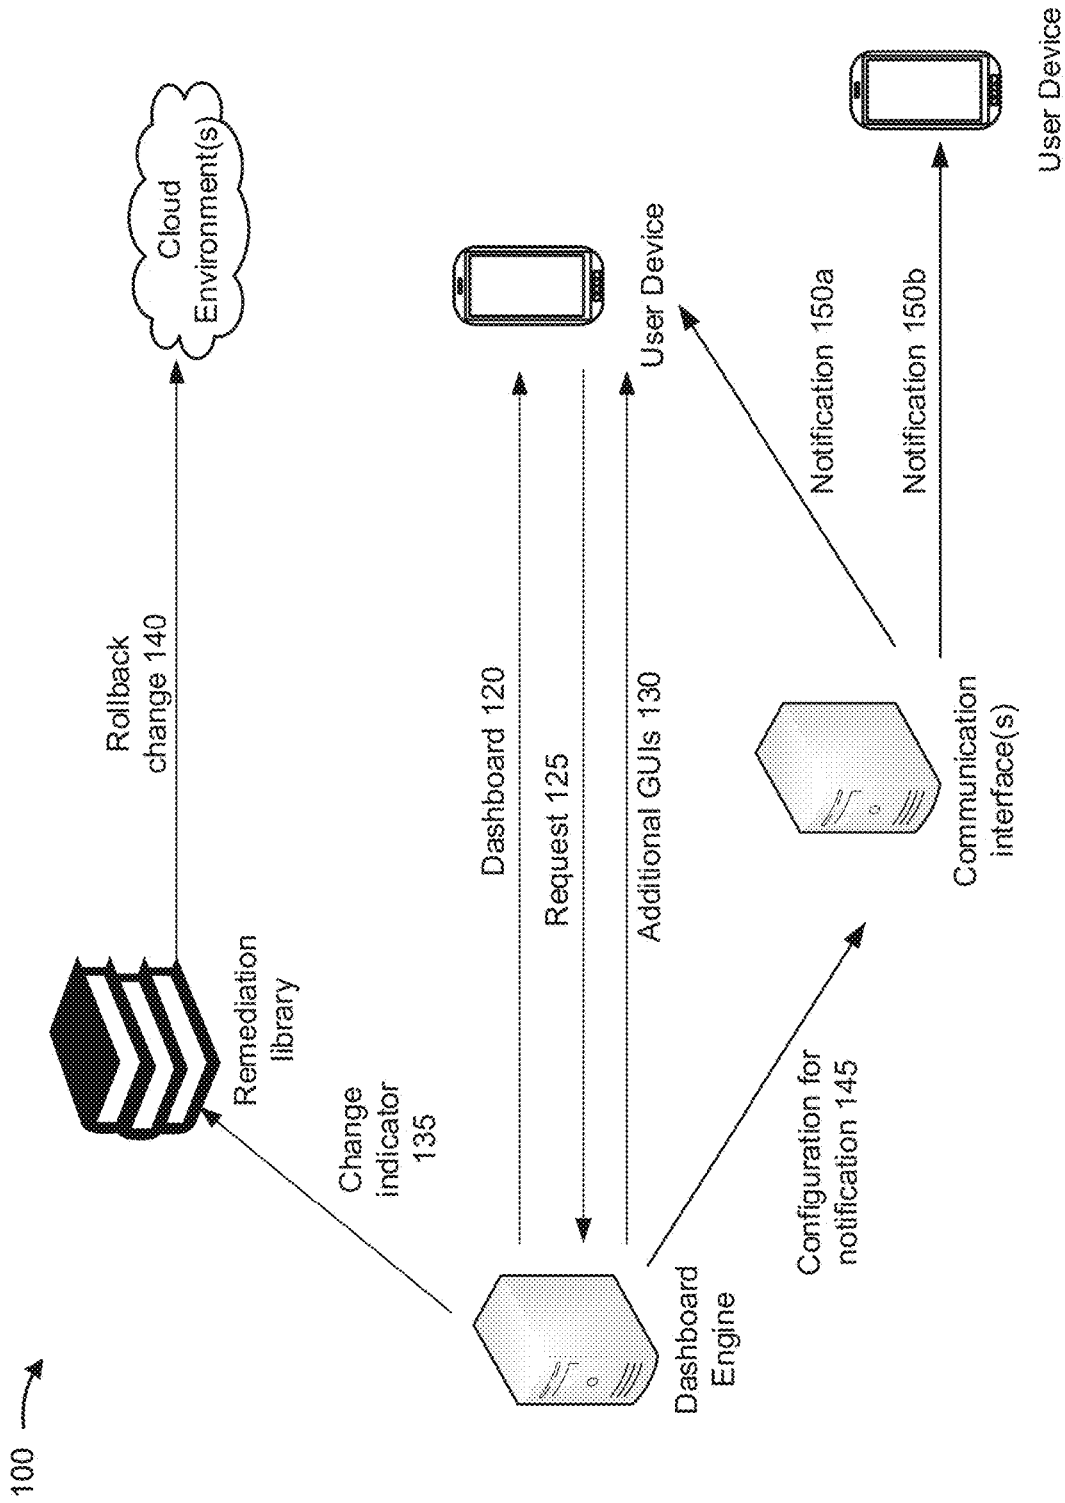 100
Rollback
change 140
Cloud
Environment(s)
Remediation
library
Change
indicator
135
Dashboard 120
Request 125
Additional GUIs 130
User Device
Dashboard
Engine
Configuration for
notification 145
Communication
interface(s)
Notification 150a
Notification 150b
User Device